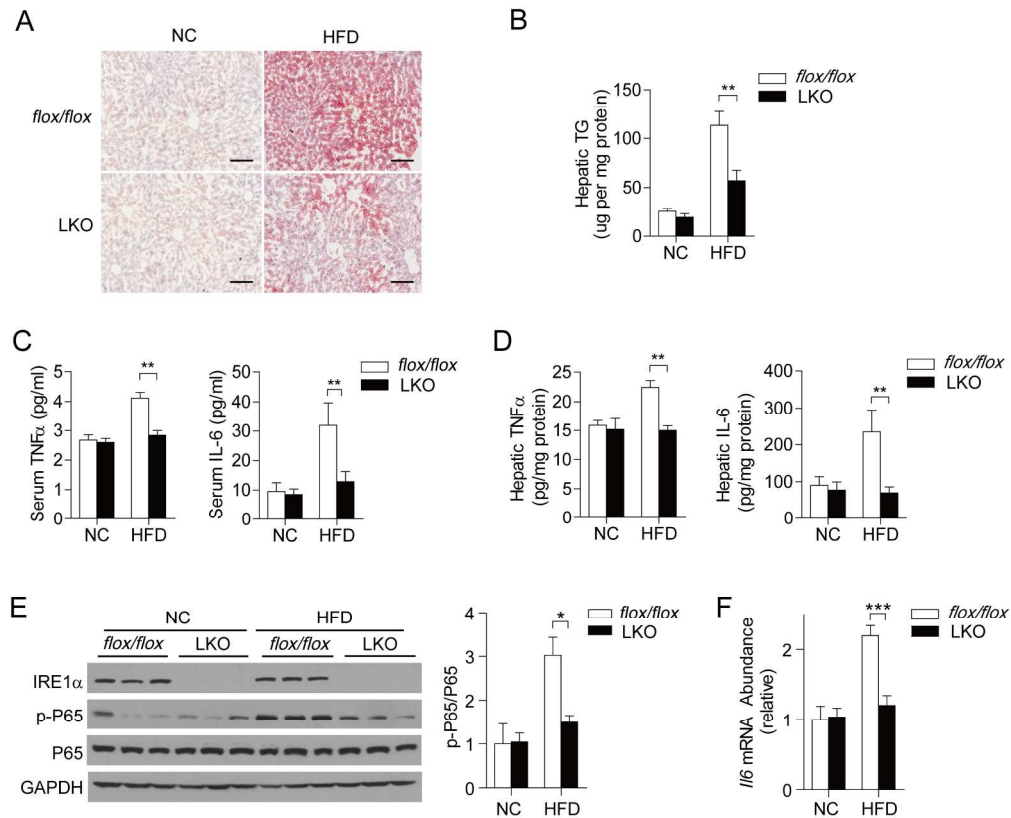 A
NC
HFD
flox/flox
LKO
B
Hepatic TG
(ug per mg protein)
150
100
50
0
**
NC
HFD
flox/flox
LKO
C
Serum TNFα (pg/ml)
5
4
3
2
1
0
**
NC
HFD
Serum IL-6 (pg/ml)
50
40
30
20
10
0
**
NC
HFD
flox/flox
LKO
D
Hepatic TNFα
(pg/mg protein)
25
20
15
10
5
0
**
NC
HFD
Hepatic IL-6
(pg/mg protein)
400
300
200
100
0
**
NC
HFD
flox/flox
LKO
E
NC
HFD
flox/flox
LKO
flox/flox
LKO
IRE1α
p-P65
P65
GAPDH
p-P65/P65
4
3
2
1
0
*
NC
HFD
flox/flox
LKO
F
Il6 mRNA Abundance
(relative)
2
1
0
***
NC
HFD
flox/flox
LKO